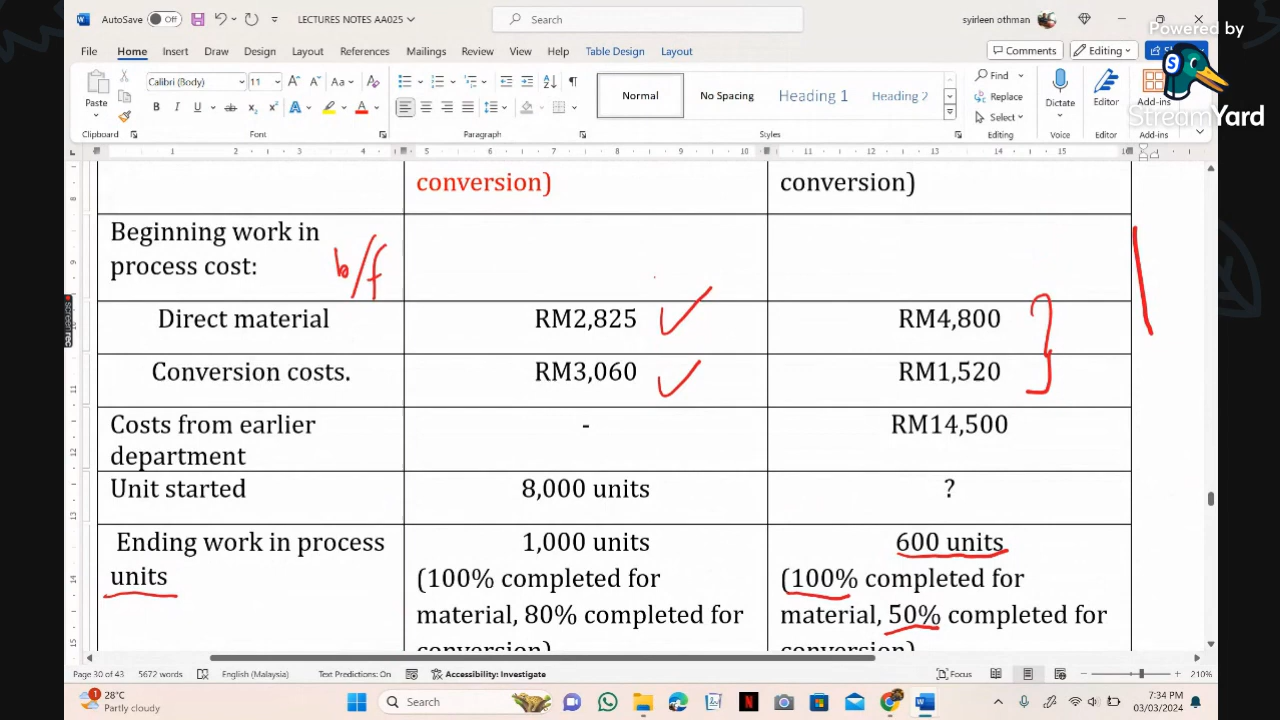 AutoSave Off LECTURES NOTES AA025 Search syirleen othman
Powered by
StreamYard
File Home Insert Draw Design Layout References Mailings Review View Help Table Design Layout Comments Editing
Paste Calibri (Body) 11 Normal No Spacing Heading 1 Heading 2 Find Replace Select Dictate Editor Add-ins
Clipboard Font Paragraph Styles Editing Voice Editor Add-ins
conversion) conversion)
Beginning work in
process cost: b/f
Direct material RM2,825 RM4,800
Conversion costs. RM3,060 RM1,520
Costs from earlier - RM14,500
department
Unit started 8,000 units ?
Ending work in process 1,000 units 600 units
units (100% completed for (100% completed for
material, 80% completed for material, 50% completed for
conversion) conversion)
Page 30 of 43 5672 words English (Malaysia) Text Predictions: On Accessibility: Investigate Focus 210%
28°C
Partly cloudy
Search
7:34 PM
03/03/2024